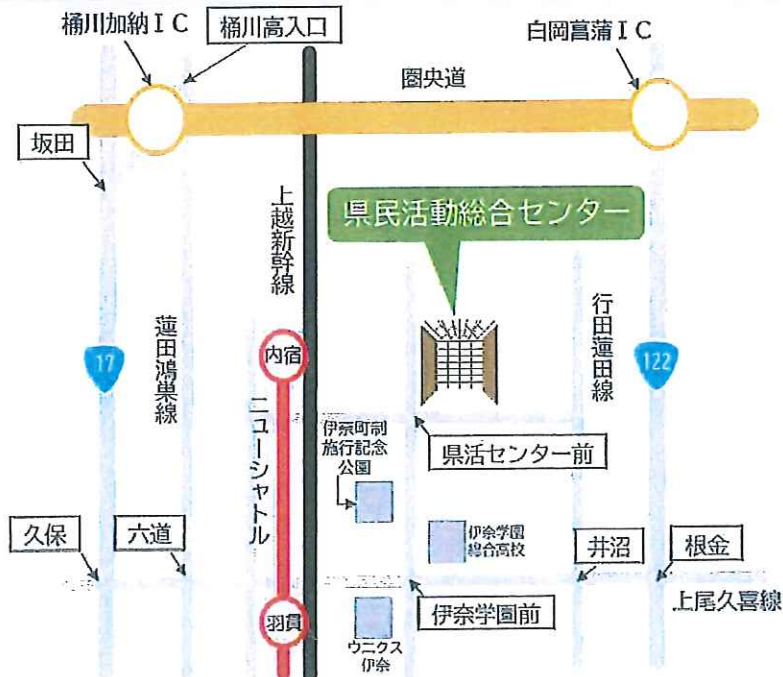 桶川加納IC
桶川高入口
白岡菖蒲IC
圏央道
坂田
上越新幹線
県民活動総合センター
蓮田鴻巣線
行田蓮田線
17
内宿
122
ニューシャトル
伊奈町制
施行記念
公園
県活センター前
久保
六道
伊奈学園
総合高校
井沼
根金
上尾久喜線
羽貫
伊奈学園前
ウニクス
伊奈